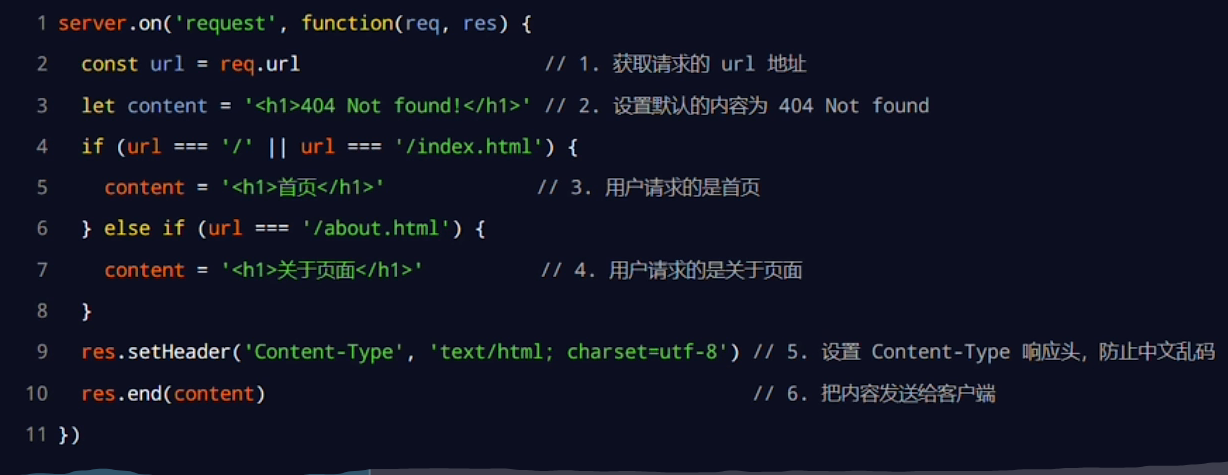 1 server.on('request', function(req, res) {
2 const url = req.url // 1. 获取请求的 url 地址
3 let content = '<h1>404 Not found!</h1>' // 2. 设置默认的内容为 404 Not found
4 if (url === '/' || url === '/index.html') {
5 content = '<h1>首页</h1>' // 3. 用户请求的是首页
6 } else if (url === '/about.html') {
7 content = '<h1>关于页面</h1>' // 4. 用户请求的是关于页面
8 }
9 res.setHeader('Content-Type', 'text/html; charset=utf-8') // 5. 设置 Content-Type 响应头，防止中文乱码
10 res.end(content) // 6. 把内容发送给客户端
11 })